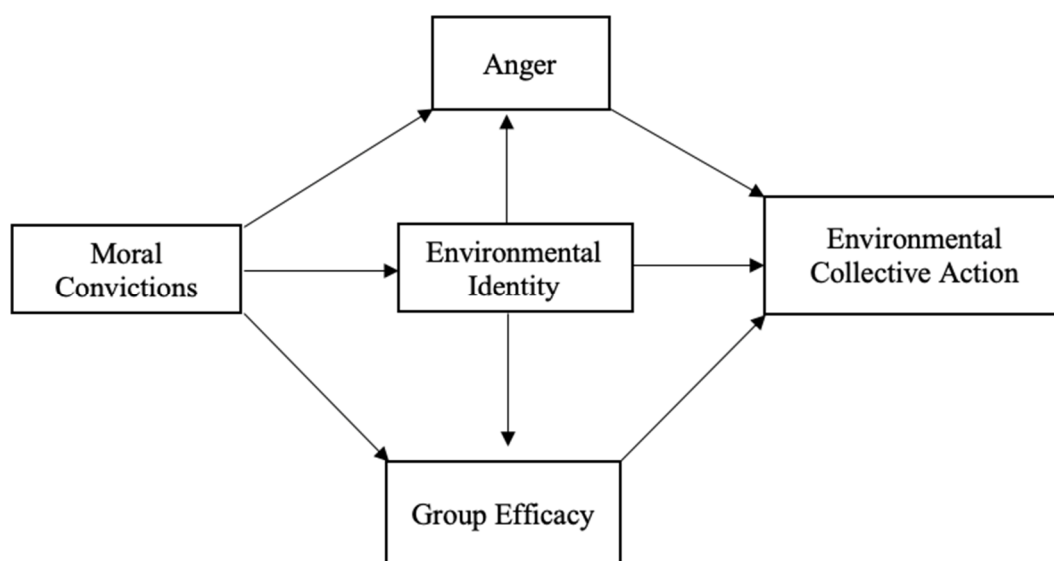 Anger
Moral
Convictions
Environmental
Identity
Environmental
Collective Action
Group Efficacy